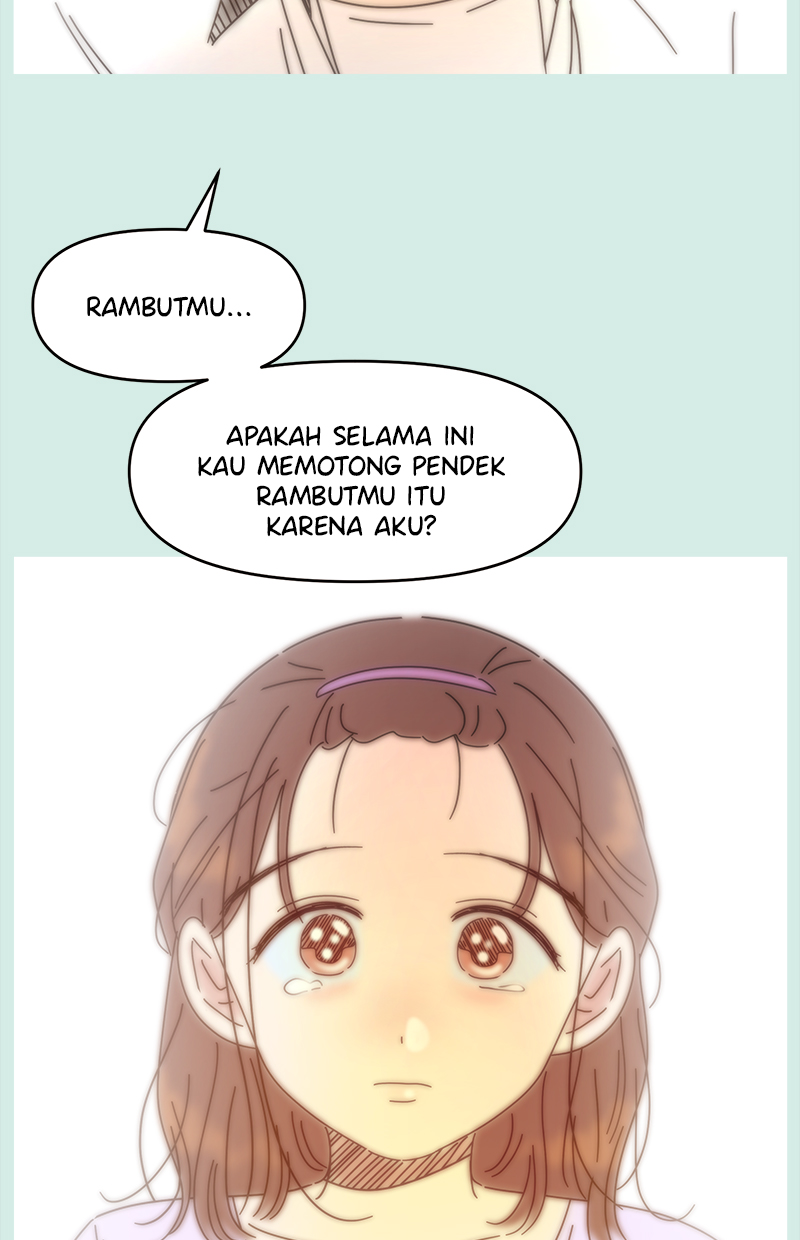 RAMBUTMU...
APAKAH SELAMA INI
KAU MEMOTONG PENDEK
RAMBUTMU ITU
KARENA AKU?